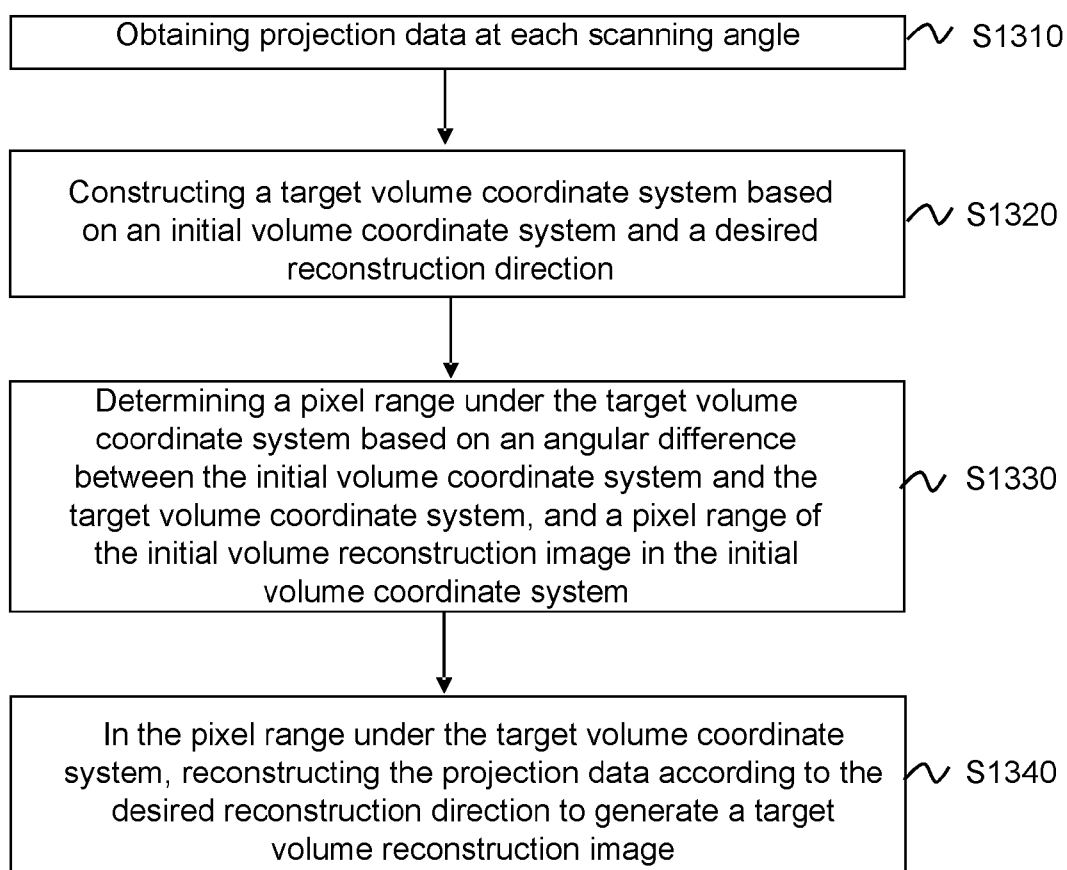 Obtaining projection data at each scanning angle
S1310
Constructing a target volume coordinate system based
on an initial volume coordinate system and a desired
reconstruction direction
S1320
Determining a pixel range under the target volume
coordinate system based on an angular difference
between the initial volume coordinate system and the
target volume coordinate system, and a pixel range of
the initial volume reconstruction image in the initial
volume coordinate system
S1330
In the pixel range under the target volume coordinate
system, reconstructing the projection data according to the
desired reconstruction direction to generate a target
volume reconstruction image
S1340